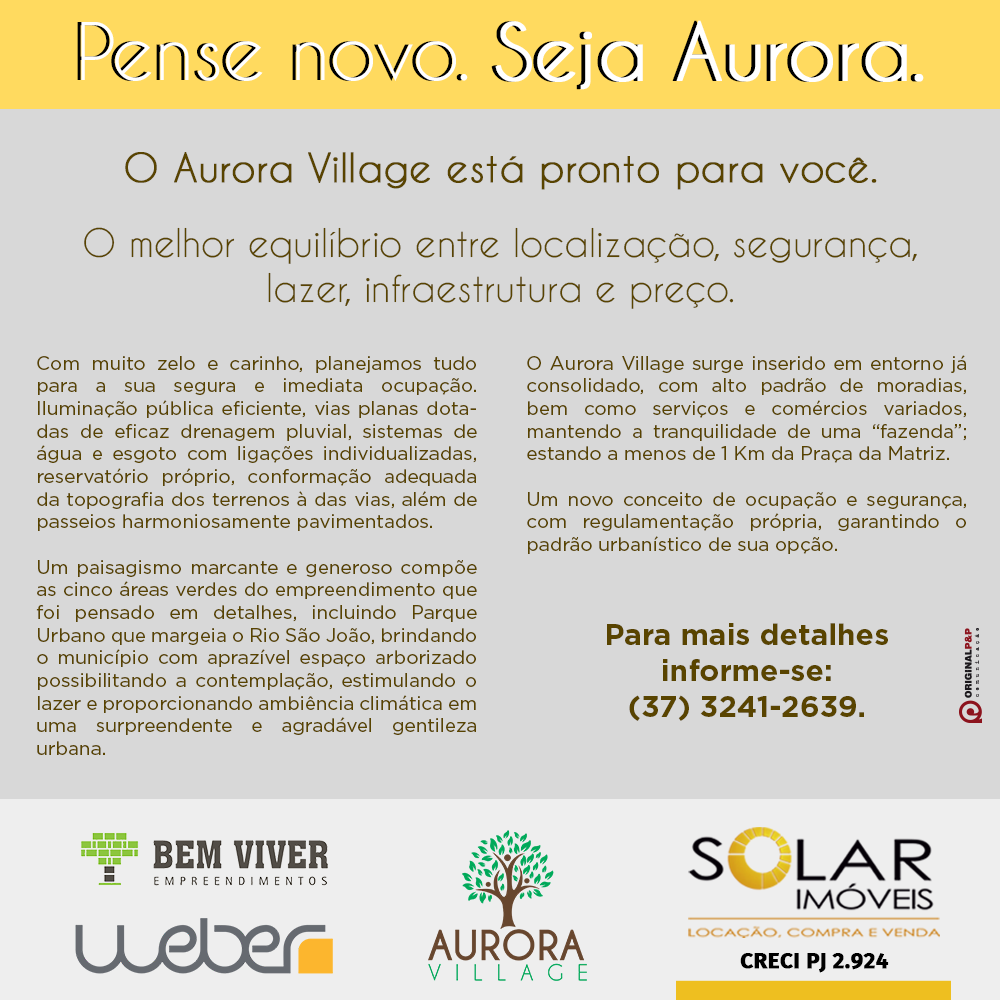 Pense novo. Seja Aurora.
O Aurora Village está pronto para você.
O melhor equilíbrio entre localização, segurança,
lazer, infraestrutura e preço.
Com muito zelo e carinho, planejamos tudo
para a sua segura e imediata ocupação.
Iluminação pública eficiente, vias planas dota-
das de eficaz drenagem pluvial, sistemas de
água e esgoto com ligações individualizadas,
reservatório próprio, conformação adequada
da topografia dos terrenos à das vias, além de
passeios harmoniosamente pavimentados.
Um paisagismo marcante e generoso compõe
as cinco áreas verdes do empreendimento que
foi pensado em detalhes, incluindo Parque
Urbano que margeia o Rio São João, brindando
o município com aprazível espaço arborizado
possibilitando a contemplação, estimulando o
lazer e proporcionando ambiência climática em
uma surpreendente e agradável gentileza
urbana.
O Aurora Village surge inserido em entorno já
consolidado, com alto padrão de moradias,
bem como serviços e comércios variados,
mantendo a tranquilidade de uma “fazenda”;
estando a menos de 1 Km da Praça da Matriz.
Um novo conceito de ocupação e segurança,
com regulamentação própria, garantindo o
padrão urbanístico de sua opção.
Para mais detalhes
informe-se:
(37) 3241-2639.
ORIGINALP&P
comunicação
BEM VIVER
EMPREENDIMENTOS
weber
AURORA
VILLAGE
SOLAR
IMÓVEIS
LOCAÇÃO, COMPRA E VENDA
CRECI PJ 2.924